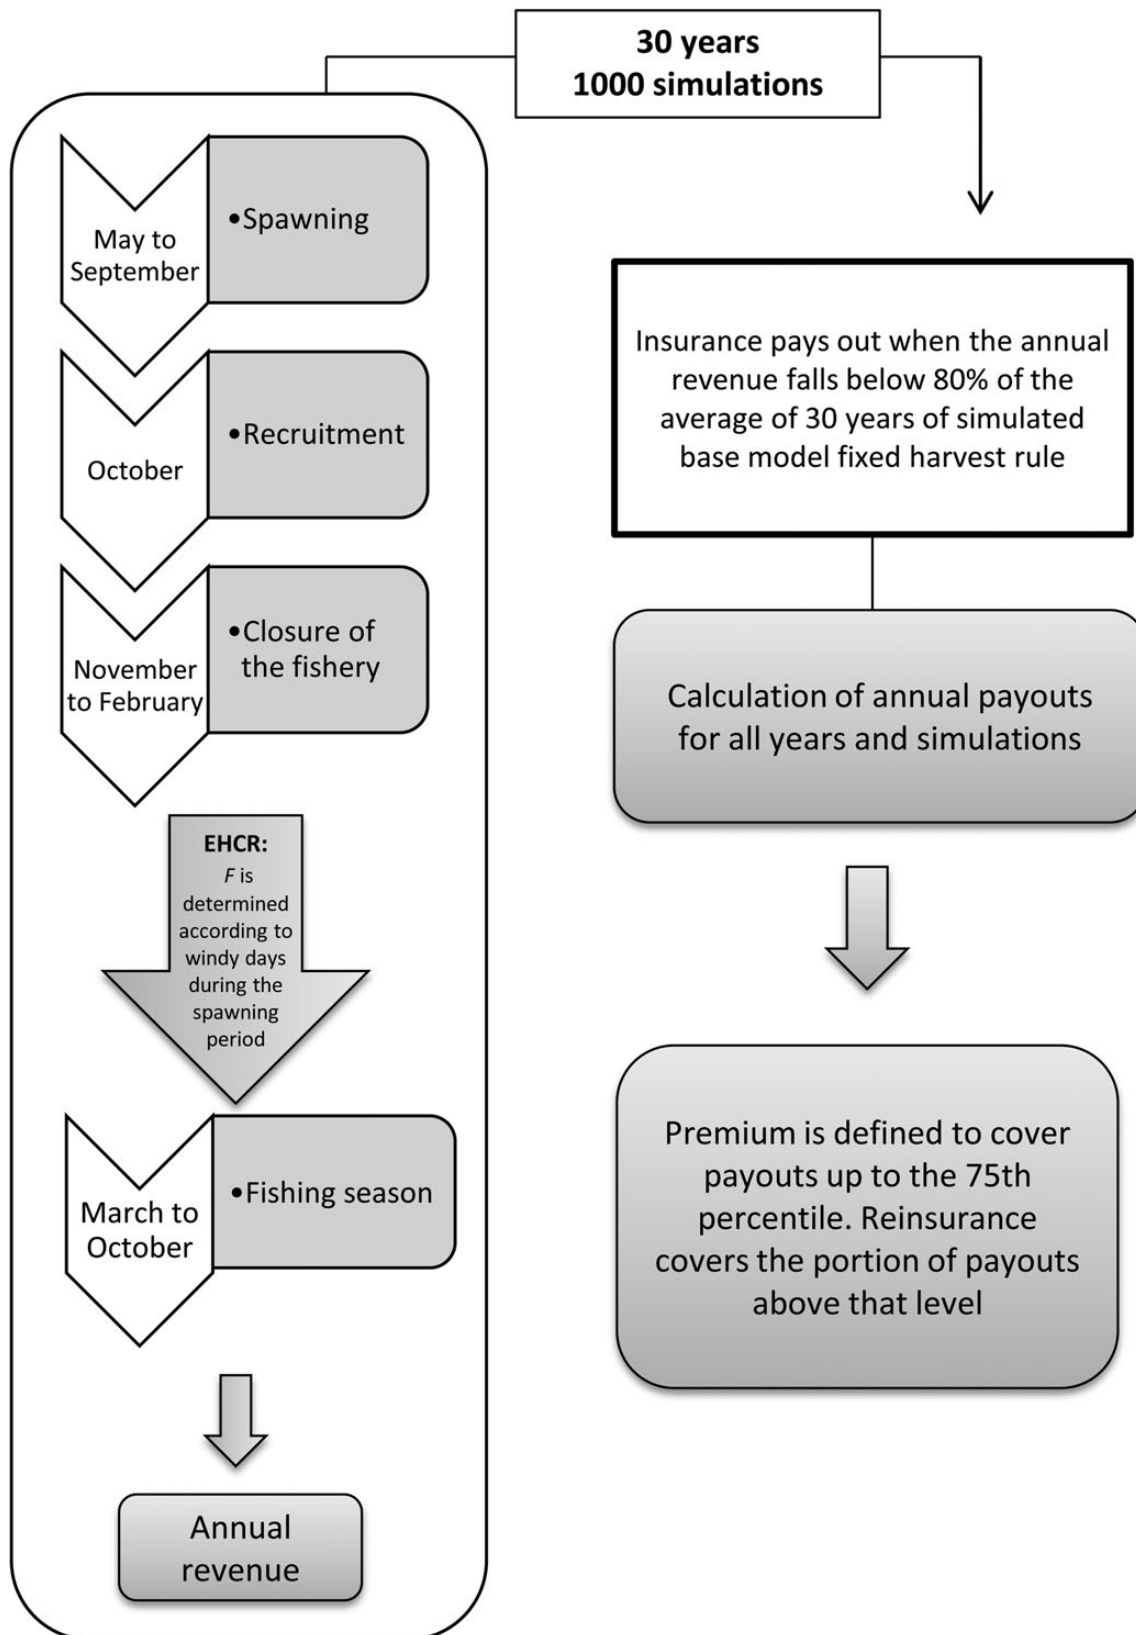 30 years
1000 simulations
May to
September
•Spawning
October
•Recruitment
November
to February
•Closure of
the fishery
EHCR:
F is
determined
according to
windy days
during the
spawning
period
March to
October
•Fishing season
Annual
revenue
Insurance pays out when the annual
revenue falls below 80% of the
average of 30 years of simulated
base model fixed harvest rule
Calculation of annual payouts
for all years and simulations
Premium is defined to cover
payouts up to the 75th
percentile. Reinsurance
covers the portion of payouts
above that level